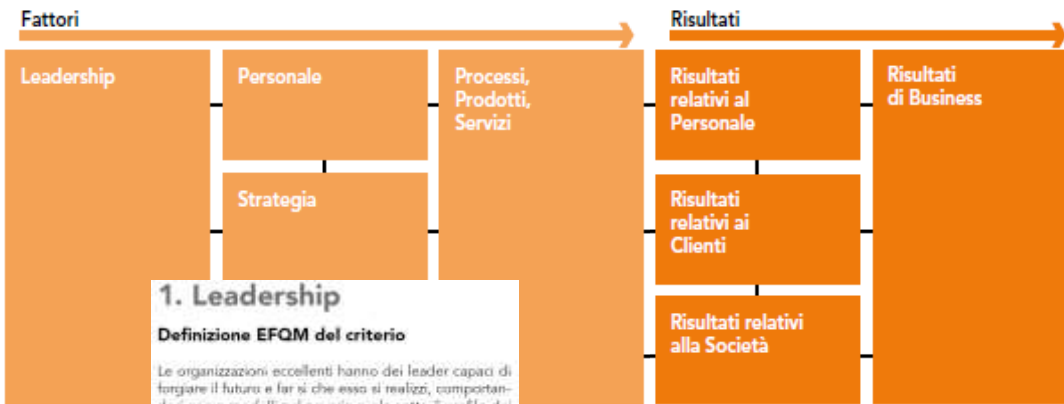 Fattori
Risultati
Leadership
Personale
Processi,
Prodotti,
Servizi
Strategia
Risultati
relativi al
Personale
Risultati
relativi ai
Clienti
Risultati relativi
alla Società
Risultati
di Business
1. Leadership
Definizione EFQM del criterio
Le organizzazioni eccellenti hanno dei leader capaci di
forgiare il futuro e far sì che esso si realizzi, comportan-